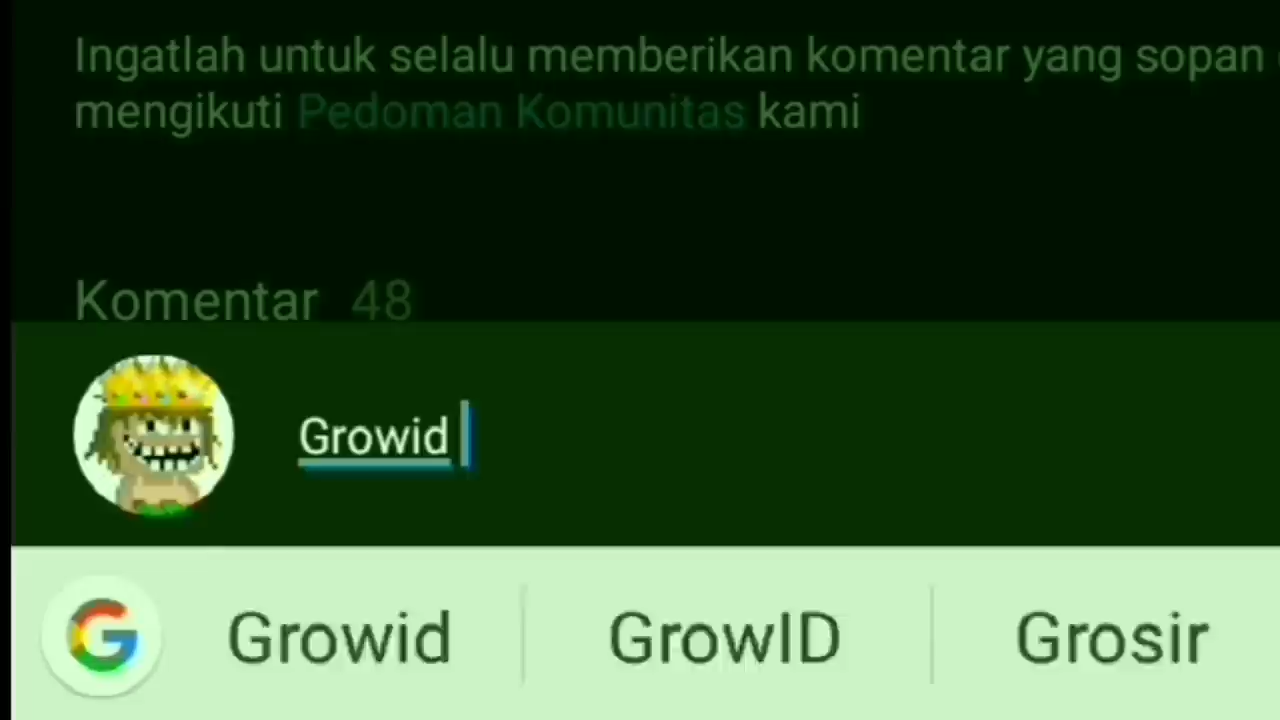 Ingatlah untuk selalu memberikan komentar yang sopan
mengikuti Pedoman Komunitas kami
Komentar 48
Growid
G Growid GrowID Grosir